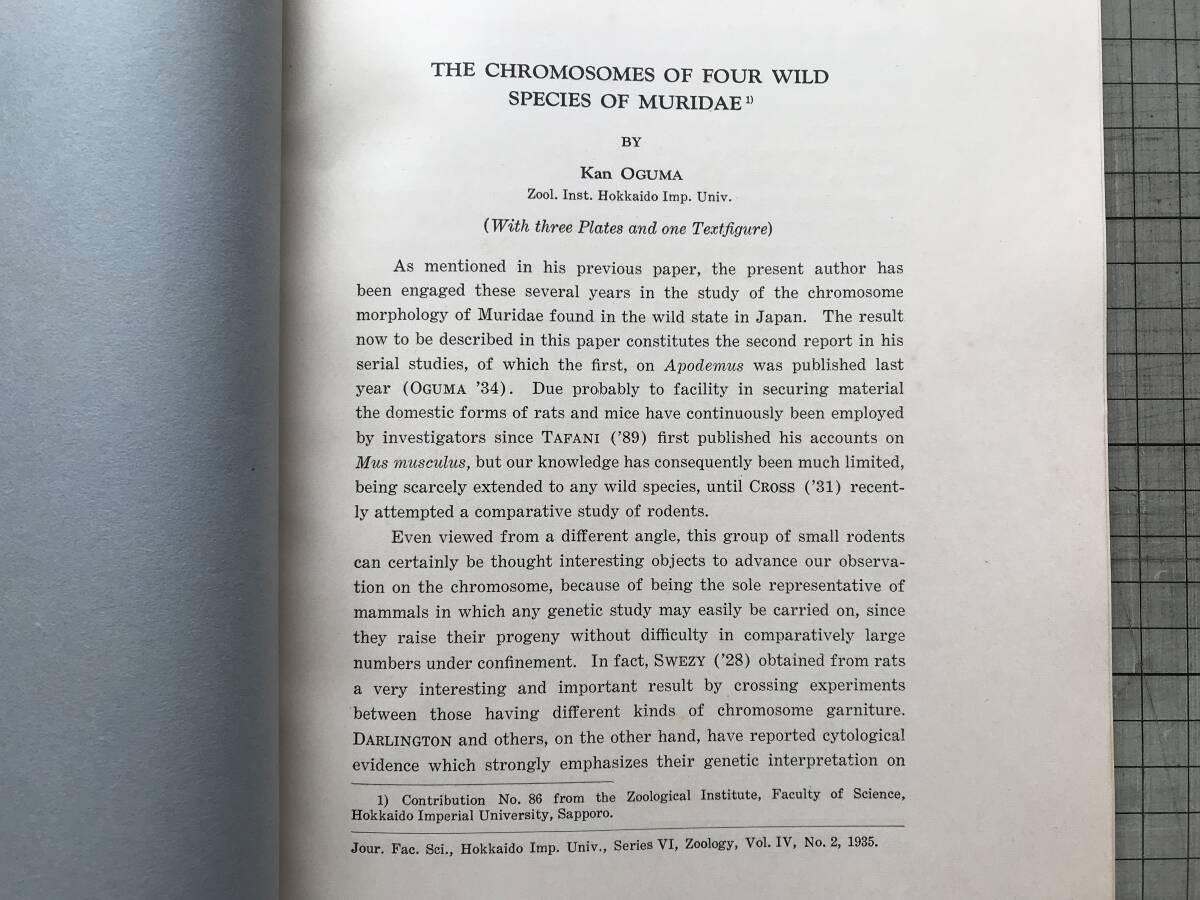 THE CHROMOSOMES OF FOUR WILD
SPECIES OF MURIDAE 1)
BY
Kan OGUMA
Zool. Inst. Hokkaido Imp. Univ.
(With three Plates and one Textfigure)
As mentioned in his previous paper, the present author has
been engaged these several years in the study of the chromosome
morphology of Muridae found in the wild state in Japan. The result
now to be described in this paper constitutes the second report in his
serial studies, of which the first, on Apodemus was published last
year (OGUMA '34). Due probably to facility in securing material
the domestic forms of rats and mice have continuously been employed
by investigators since TAFANI ('89) first published his accounts on
Mus musculus, but our knowledge has consequently been much limited,
being scarcely extended to any wild species, until CROSS ('31) recent-
ly attempted a comparative study of rodents.
Even viewed from a different angle, this group of small rodents
can certainly be thought interesting objects to advance our observa-
tion on the chromosome, because of being the sole representative of
mammals in which any genetic study may easily be carried on, since
they raise their progeny without difficulty in comparatively large
numbers under confinement. In fact, SWEZY ('28) obtained from rats
a very interesting and important result by crossing experiments
between those having different kinds of chromosome garniture.
DARLINGTON and others, on the other hand, have reported cytological
evidence which strongly emphasizes their genetic interpretation on
1) Contribution No. 86 from the Zoological Institute, Faculty of Science,
Hokkaido Imperial University, Sapporo.
Jour. Fac. Sci., Hokkaido Imp. Univ., Series VI, Zoology, Vol. IV, No. 2, 1935.